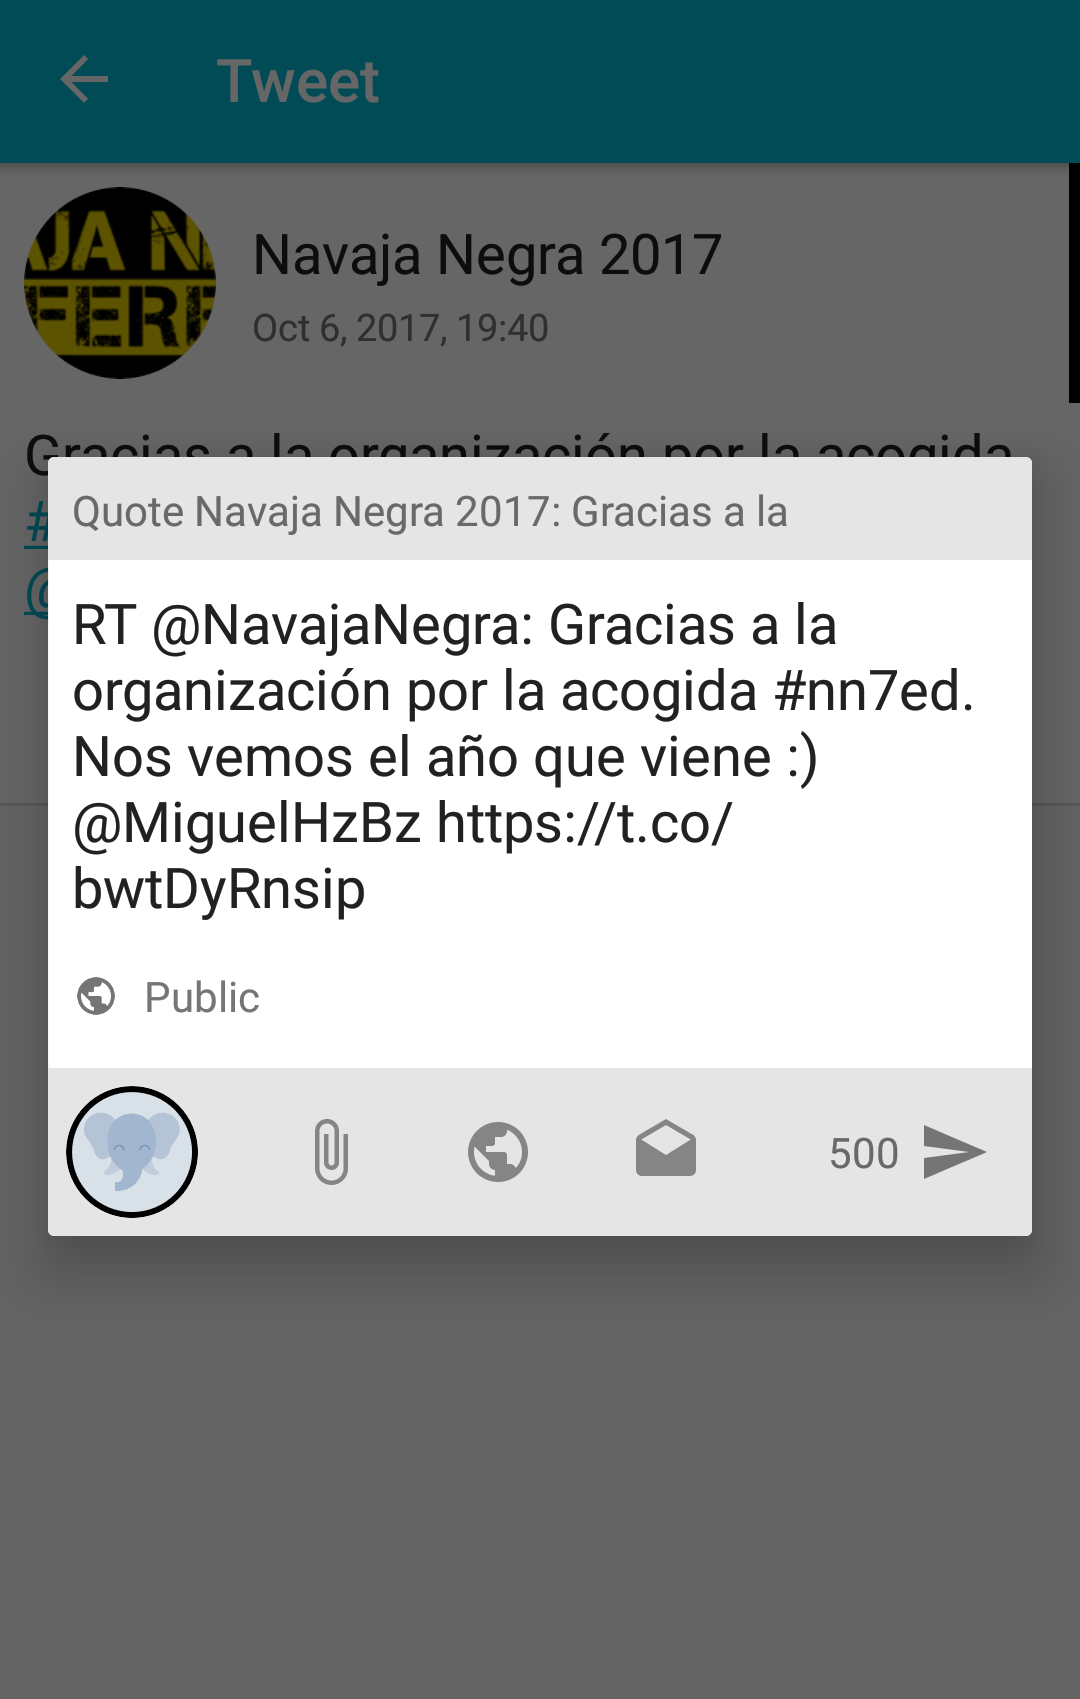 Tweet
AJA N
FER
Navaja Negra 2017
Oct 6, 2017, 19:40
Gracias a la organización por la acogida
#
@
Quote Navaja Negra 2017: Gracias a la
RT @NavajaNegra: Gracias a la
organización por la acogida #nn7ed.
Nos vemos el año que viene :)
@MiguelHzBz https://t.co/
bwtDyRnsip
Public
500